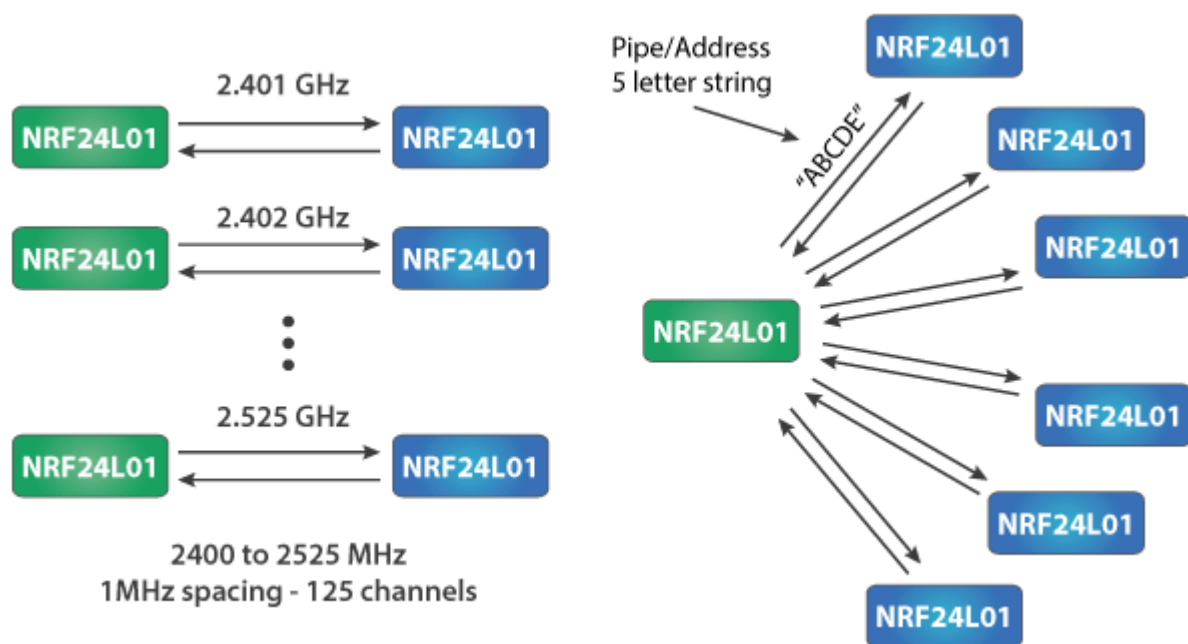 2.401 GHz
NRF24L01
NRF24L01
2.402 GHz
NRF24L01
NRF24L01
2.525 GHz
NRF24L01
NRF24L01
2400 to 2525 MHz
1MHz spacing - 125 channels
Pipe/Address
5 letter string
"ABCDE"
NRF24L01
NRF24L01
NRF24L01
NRF24L01
NRF24L01
NRF24L01
NRF24L01